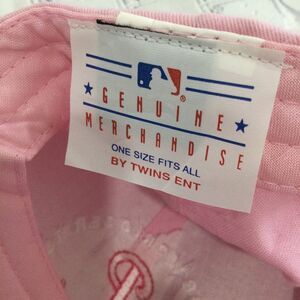 GENUINE
MERCHANDISE
ONE SIZE FITS ALL
BY TWINS ENT